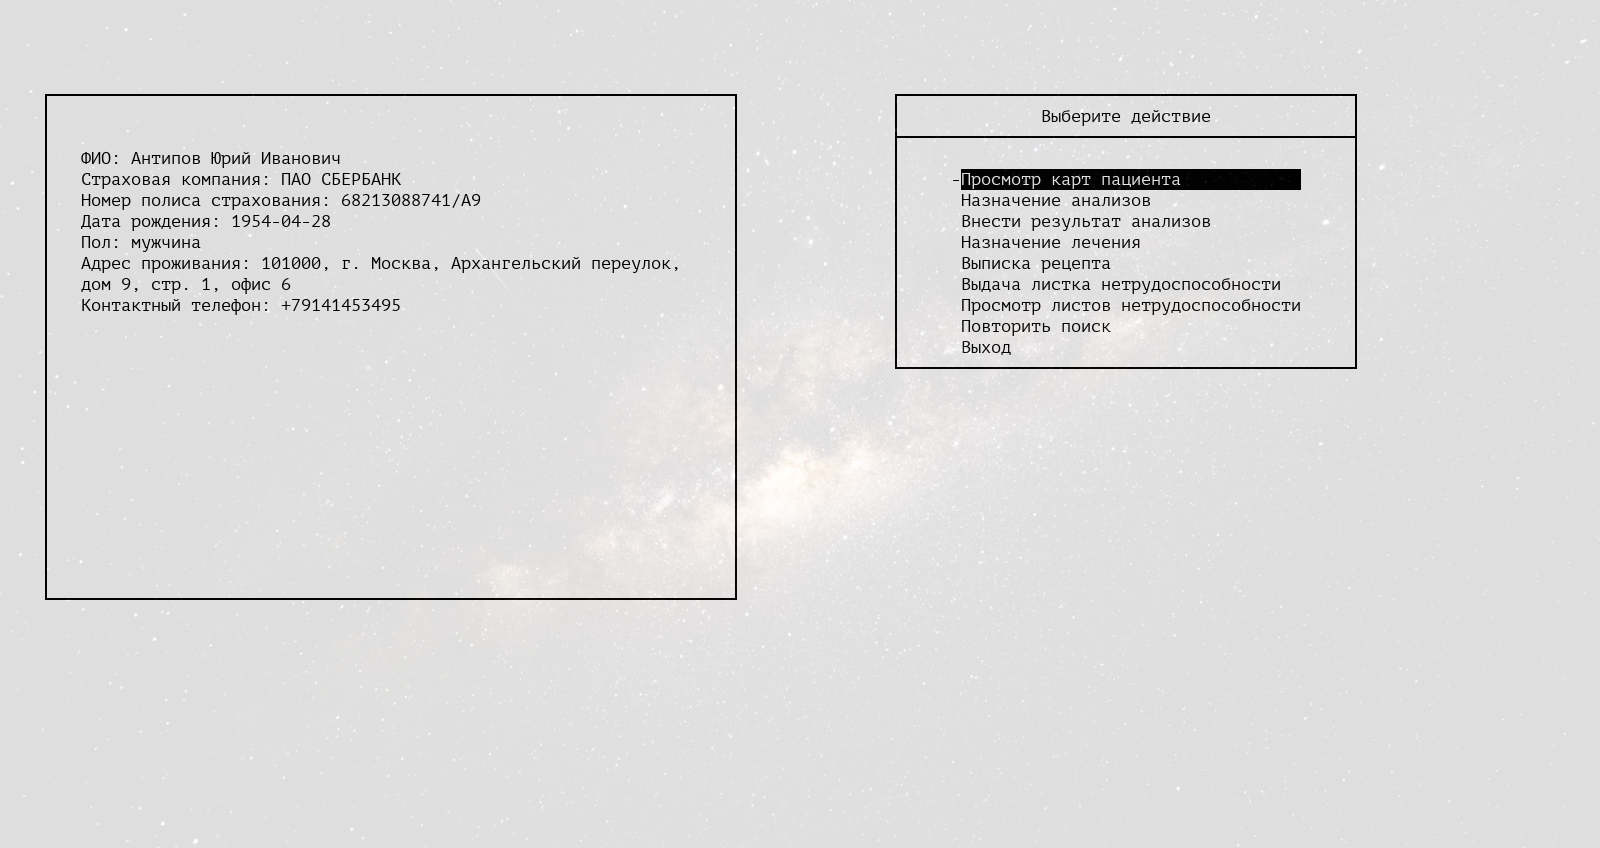 ФИО: Антипов Юрий Иванович
Страховая компания: ПАО СБЕРБАНК
Номер полиса страхования: 68213088741/А9
Дата рождения: 1954-04-28
Пол: мужчина
Адрес проживания: 101000, г. Москва, Архангельский переулок,
дом 9, стр. 1, офис 6
Контактный телефон: +79141453495
Выберите действие
-Просмотр карт пациента
Назначение анализов
Внести результат анализов
Назначение лечения
Выписка рецепта
Выдача листка нетрудоспособности
Просмотр листов нетрудоспособности
Повторить поиск
Выход